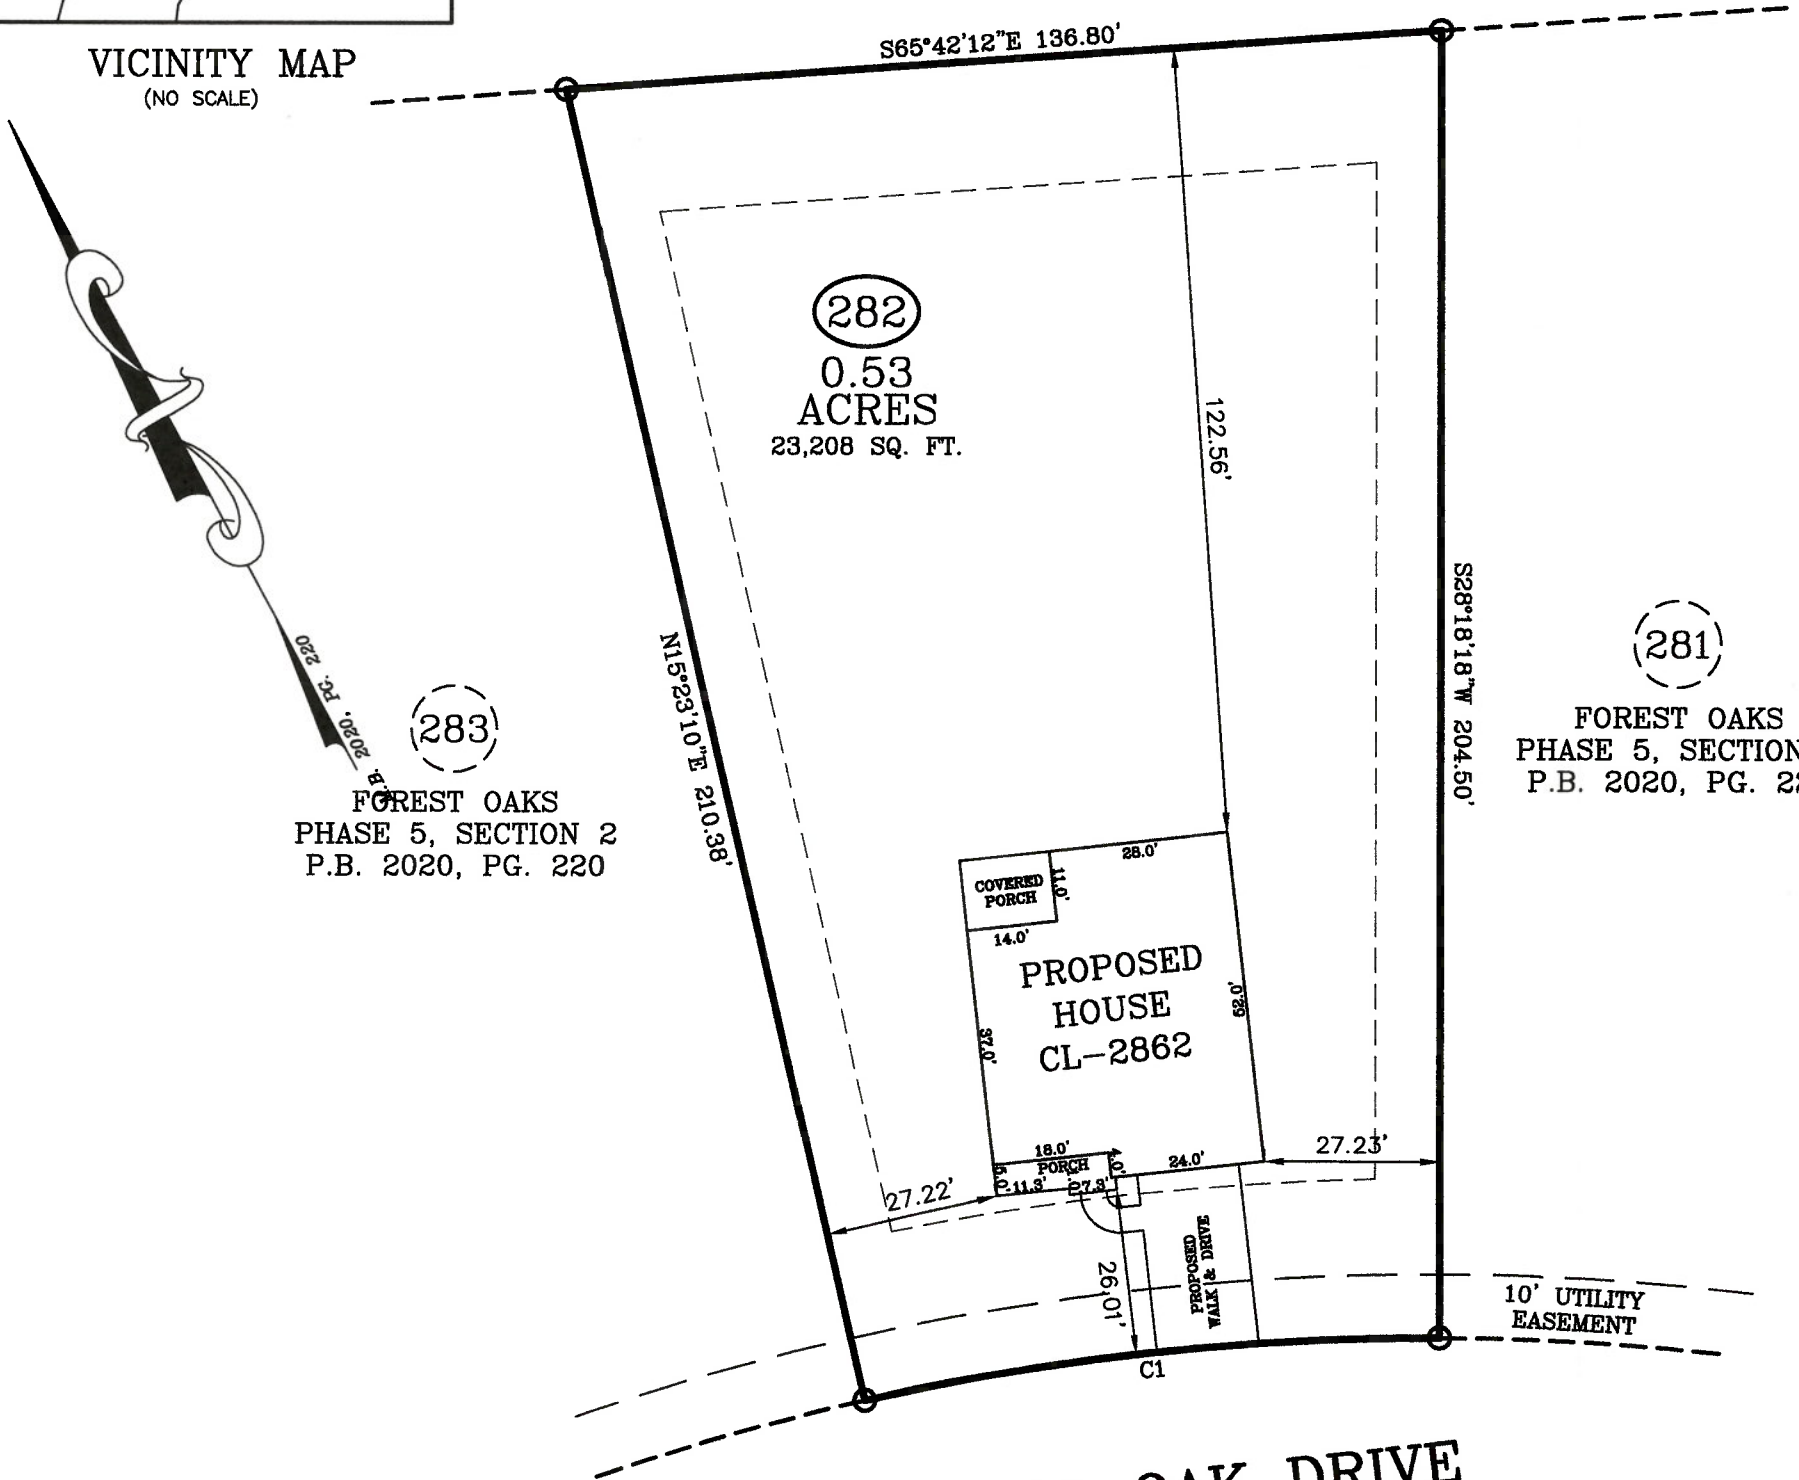 VICINITY MAP
(NO SCALE)
S65°42'12"E 136.80'
282
0.53
ACRES
23,208 SQ. FT.
122.56'
N15°23'10"E 210.38'
S28°18'18"W 204.50'
P.B. 2020, PG. 220
283
FOREST OAKS
PHASE 5, SECTION 2
P.B. 2020, PG. 220
281
FOREST OAKS
PHASE 5, SECTION
P.B. 2020, PG.
28.0'
COVERED
PORCH
11.0'
14.0'
PROPOSED
HOUSE
CL-2862
52.0'
37.0'
18.0'
PORCH
4.0'
24.0'
5.0'
11.3'
7.3'
27.23'
27.22'
26.01'
PROPOSED
WALK & DRIVE
10' UTILITY
EASEMENT
C1
OAK DRIVE